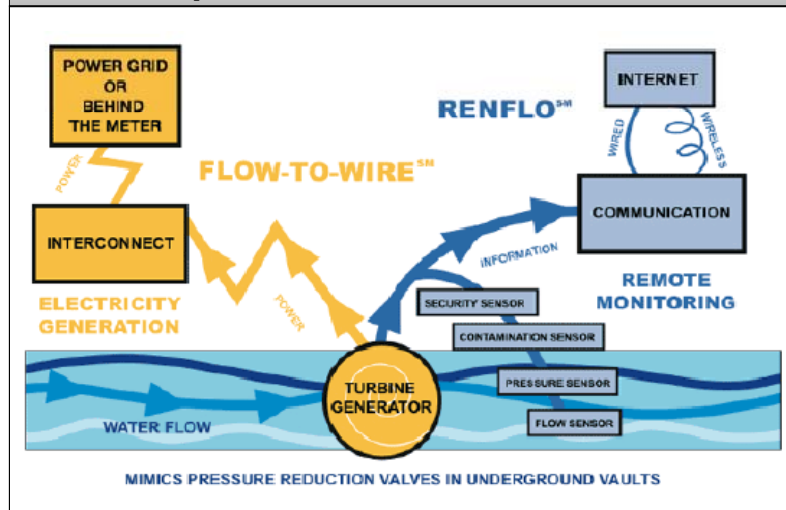 POWER GRID
OR
BEHIND
THE METER
POWER
INTERCONNECT
ELECTRICITY
GENERATION
FLOW-TO-WIRE℠
POWER
RENFLO℠
INTERNET
WIRED
WIRELESS
COMMUNICATION
INFORMATION
REMOTE
MONITORING
SECURITY SENSOR
CONTAMINATION SENSOR
PRESSURE SENSOR
FLOW SENSOR
TURBINE
GENERATOR
WATER FLOW
MIMICS PRESSURE REDUCTION VALVES IN UNDERGROUND VAULTS